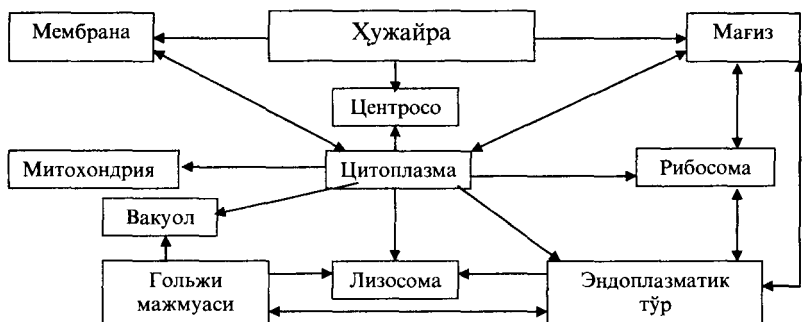 Мембрана
Ҳужайра
Мағиз
Центросо
Митохондрия
Цитоплазма
Рибосома
Вакуол
Гольжи
мажмуаси
Лизосома
Эндоплазматик
тўр